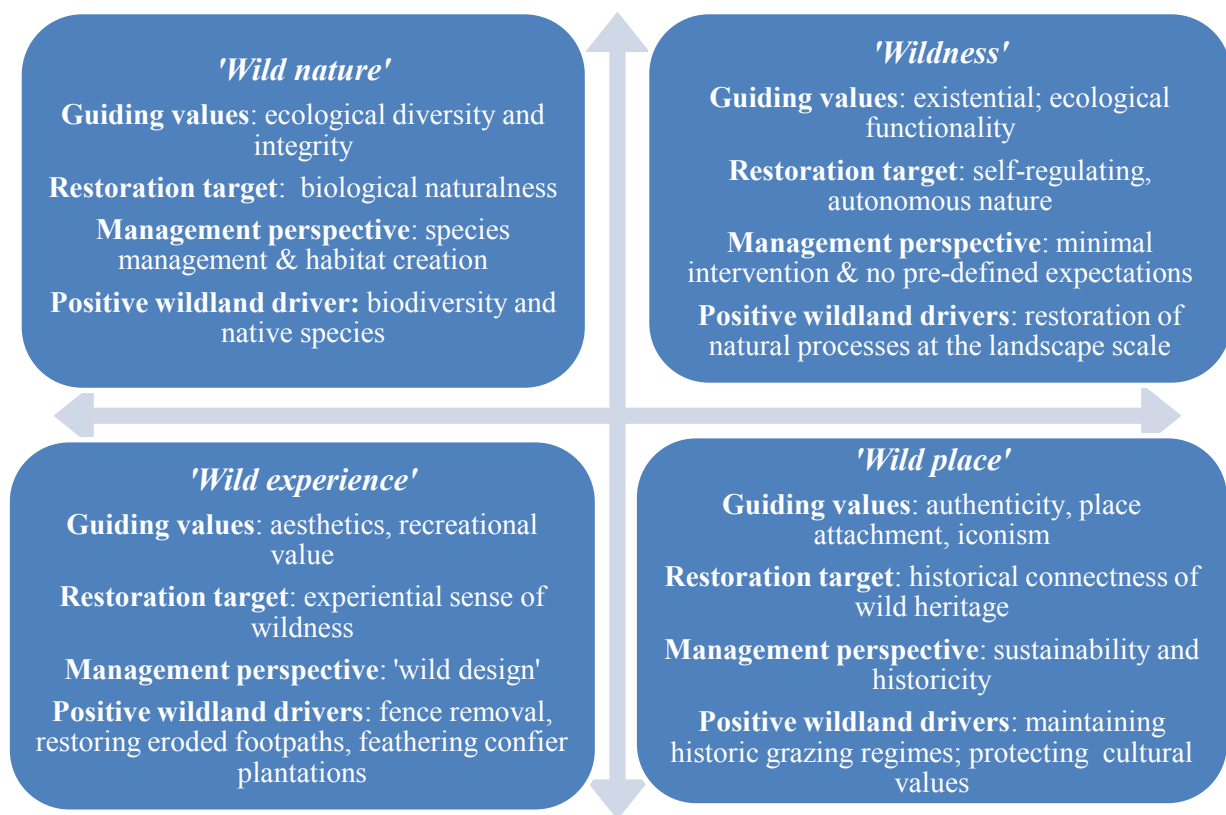 'Wild nature'
Guiding values: ecological diversity and
integrity
Restoration target:  biological naturalness
Management perspective: species
management & habitat creation
Positive wildland driver: biodiversity and
native species
'Wildness'
Guiding values: existential; ecological
functionality
Restoration target: self-regulating,
autonomous nature
Management perspective: minimal
intervention & no pre-defined expectations
Positive wildland drivers: restoration of
natural processes at the landscape scale
'Wild experience'
Guiding values: aesthetics, recreational
value
Restoration target: experiential sense of
wildness
Management perspective: 'wild design'
Positive wildland drivers: fence removal,
restoring eroded footpaths, feathering confier
plantations
'Wild place'
Guiding values: authenticity, place
attachment, iconism
Restoration target: historical connectness of
wild heritage
Management perspective: sustainability and
historicity
Positive wildland drivers: maintaining
historic grazing regimes; protecting  cultural
values